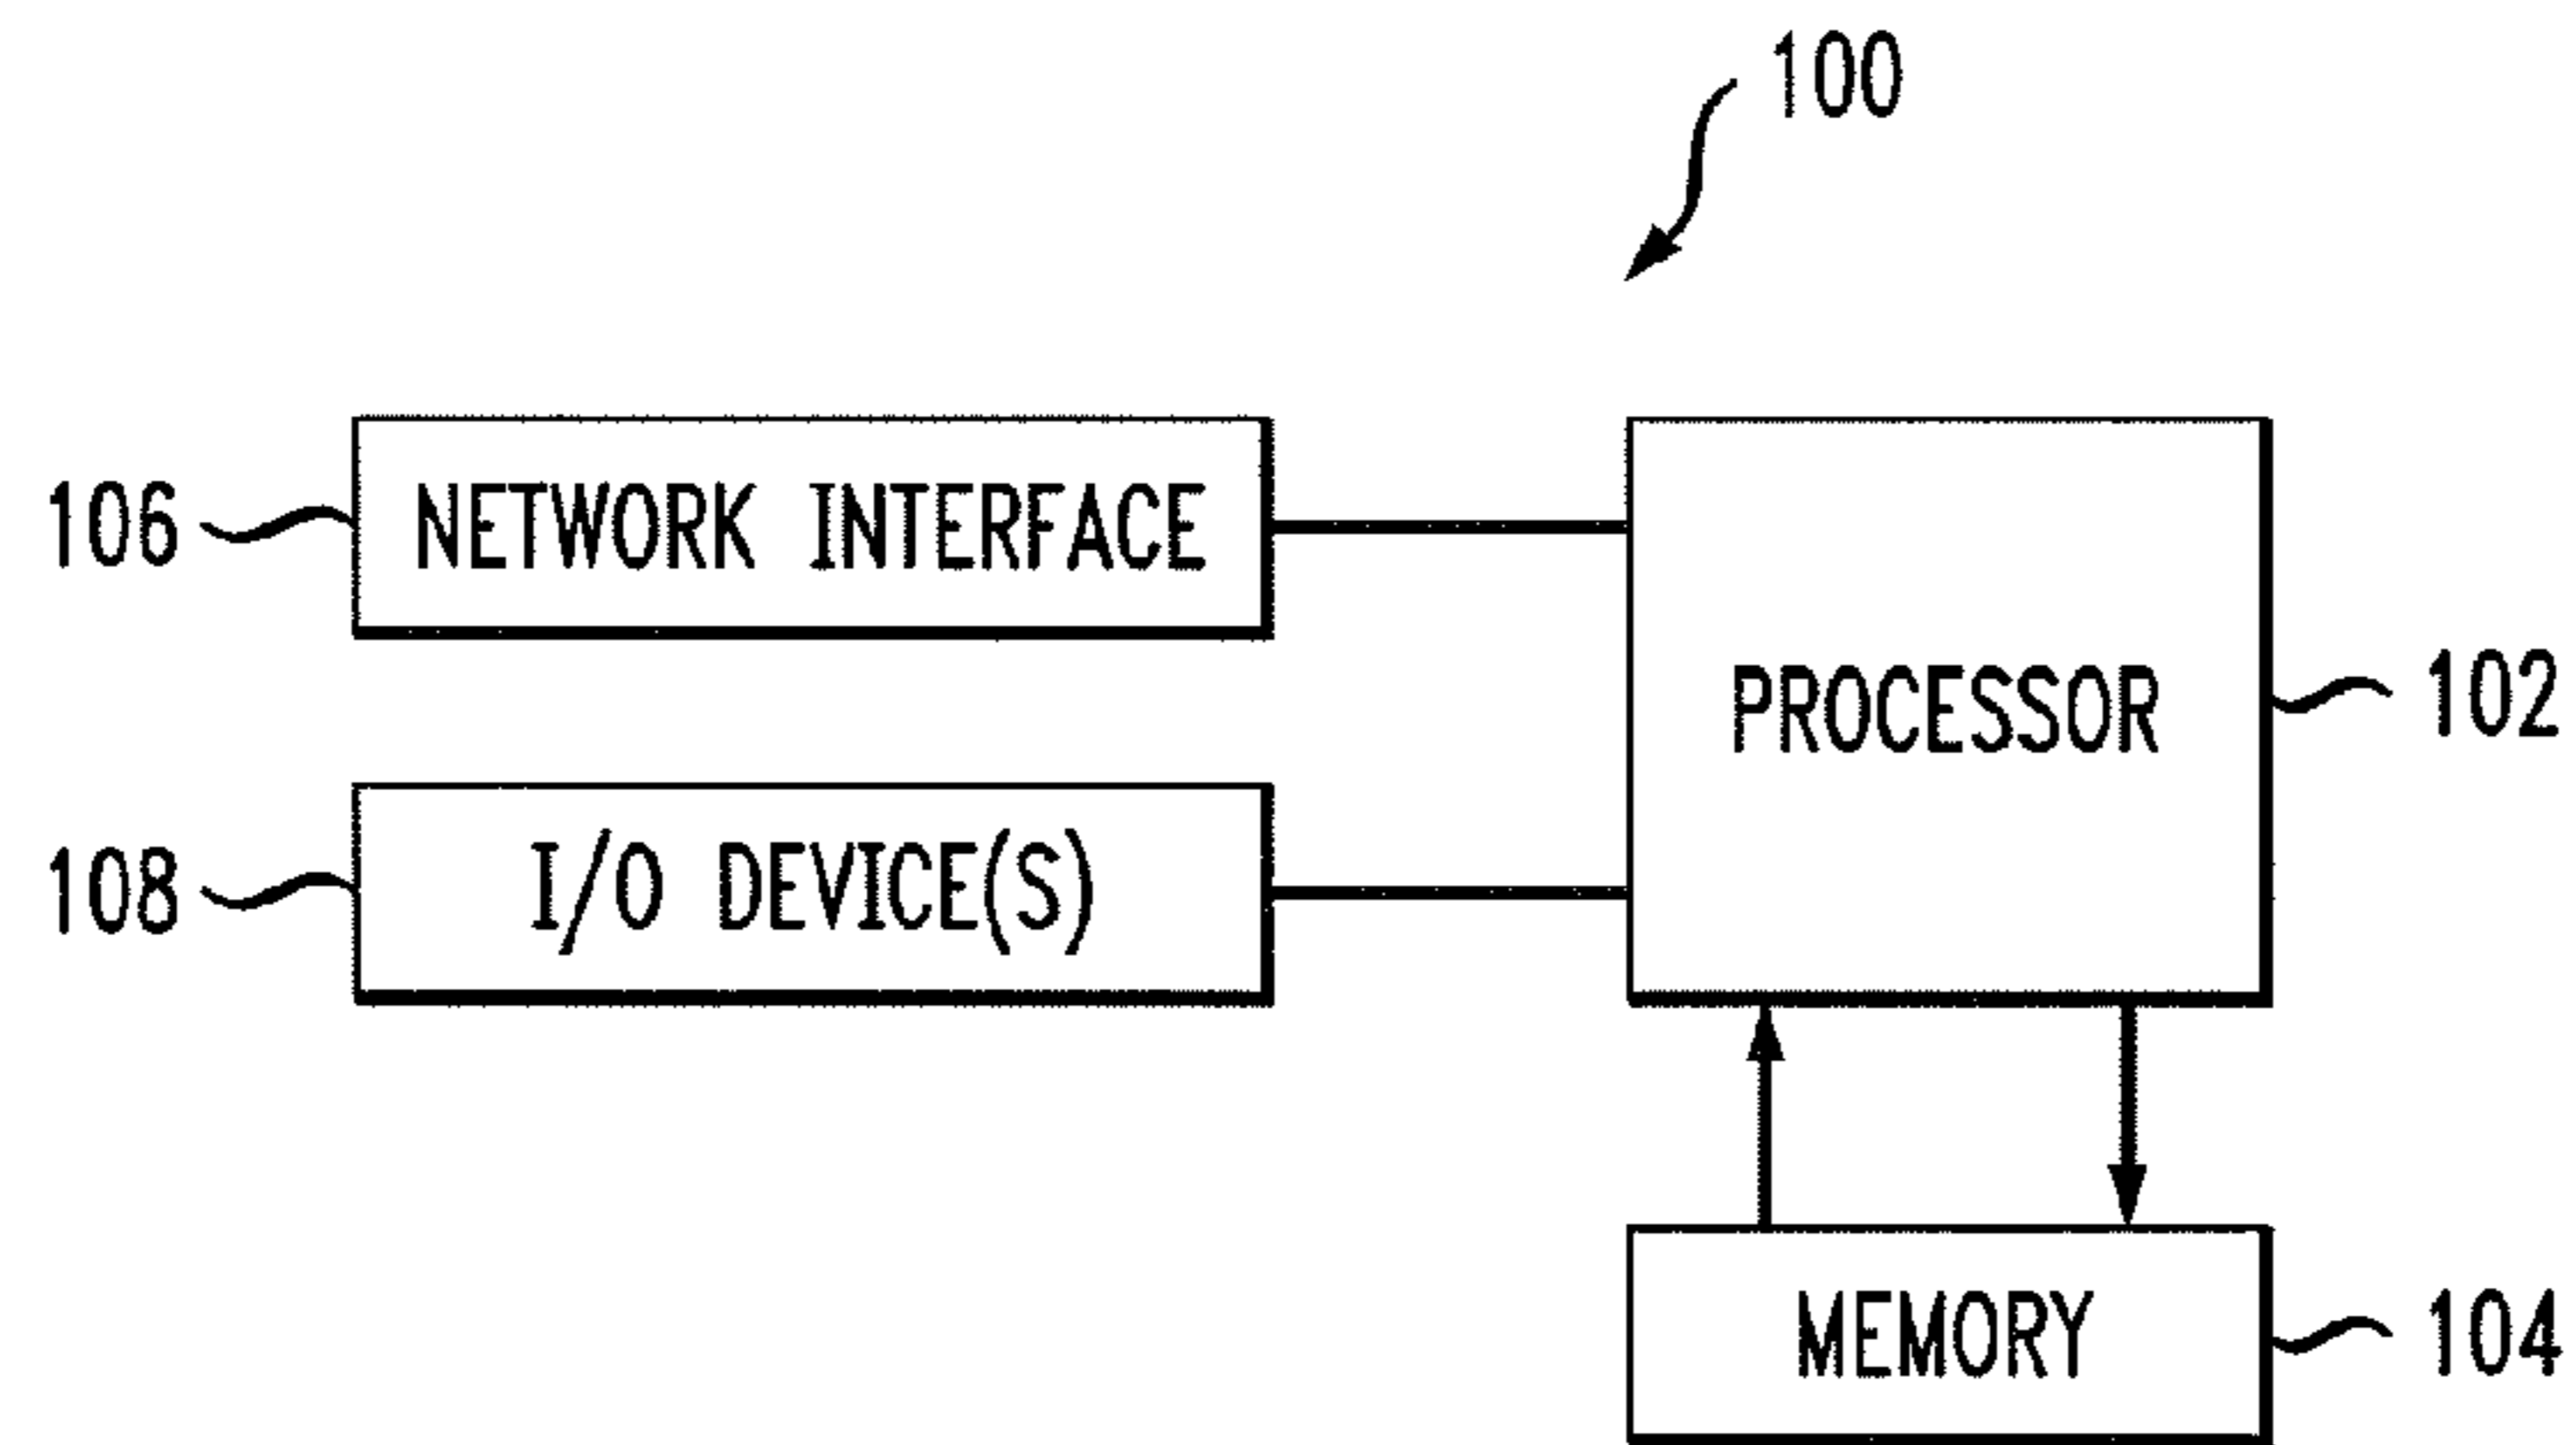 100
106 NETWORK INTERFACE
PROCESSOR 102
108 I/O DEVICE(S)
MEMORY 104